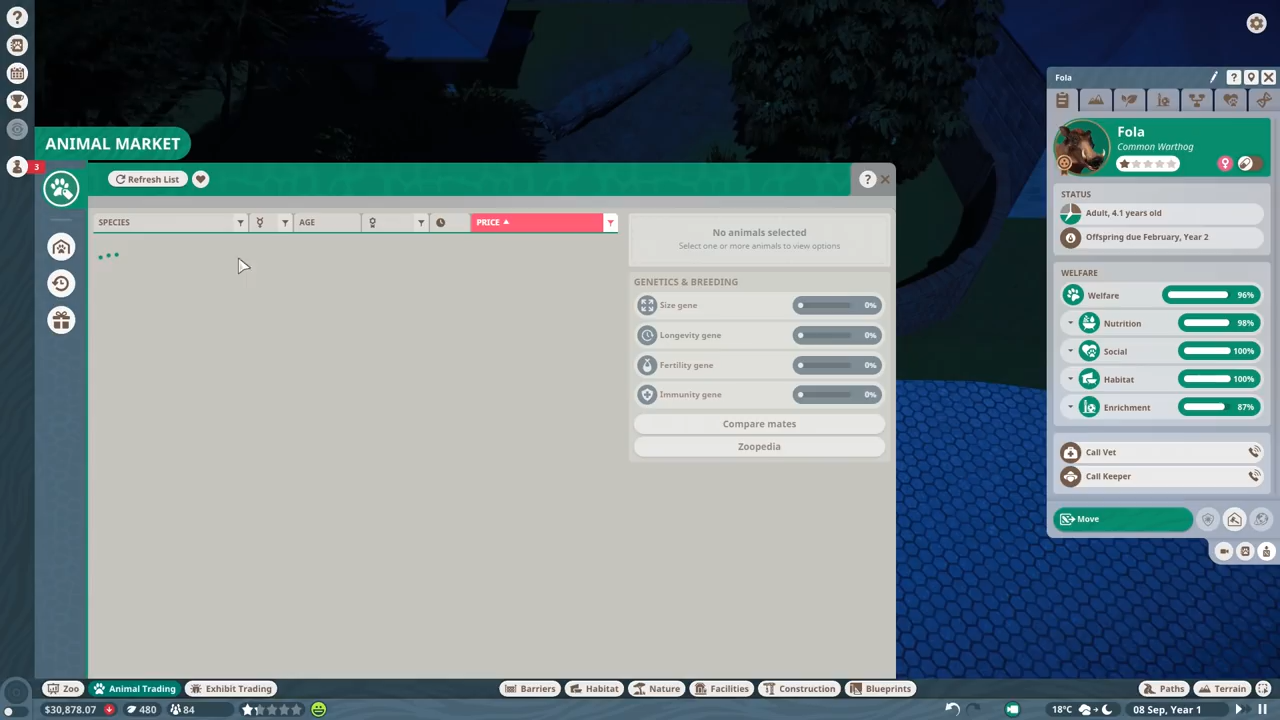 Fola
ANIMAL MARKET
Fola
Common Warthog
3
Refresh List
?
SPECIES
AGE
PRICE
No animals selected
Select one or more animals to view options
GENETICS & BREEDING
Size gene 0%
Longevity gene 0%
Fertility gene 0%
Immunity gene 0%
Compare mates
Zoopedia
STATUS
Adult, 4.1 years old
Offspring due February, Year 2
WELFARE
Welfare 96%
Nutrition 98%
Social 100%
Habitat 100%
Enrichment 87%
Call Vet
Call Keeper
Move
Zoo Animal Trading Exhibit Trading Barriers Habitat Nature Facilities Construction Blueprints Paths Terrain
$30,878.07 480 84 18°C 08 Sep, Year 1